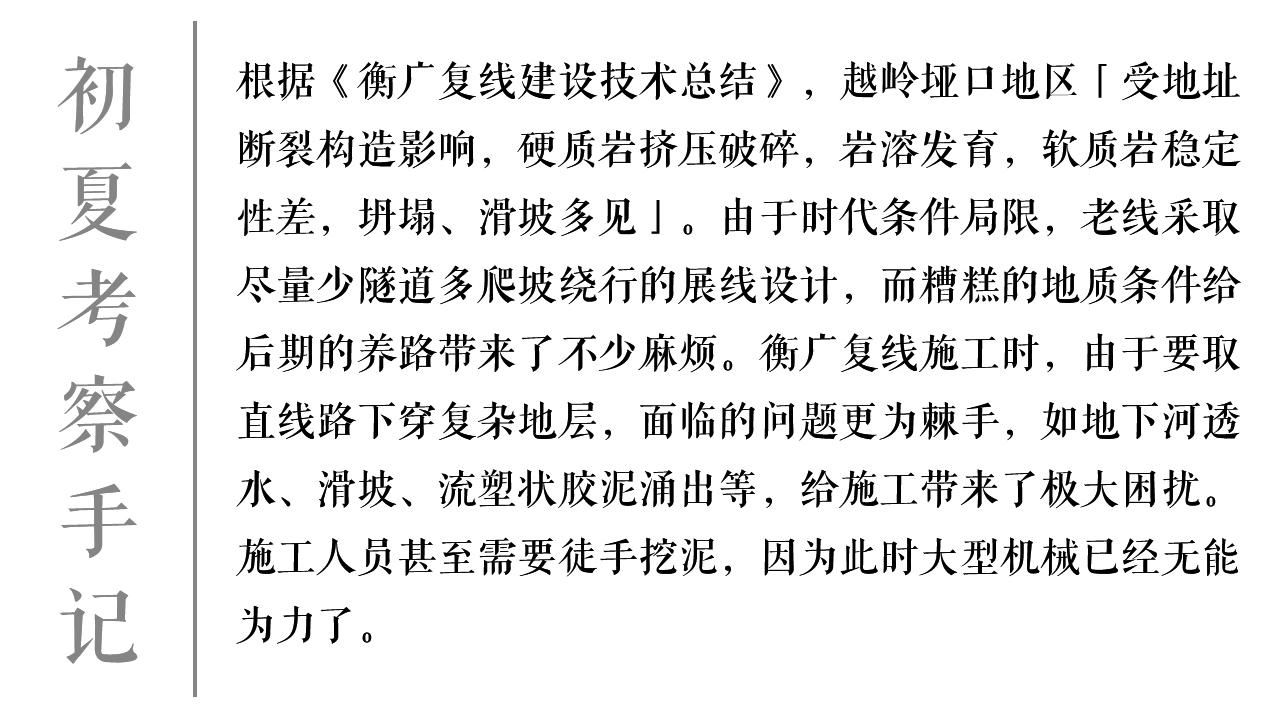 初夏考察手记
根据《衡广复线建设技术总结》，越岭垭口地区「受地址
断裂构造影响，硬质岩挤压破碎，岩溶发育，软质岩稳定
性差，坍塌、滑坡多见」。由于时代条件局限，老线采取
尽量少隧道多爬坡绕行的展线设计，而糟糕的地质条件给
后期的养路带来了不少麻烦。衡广复线施工时，由于要取
直线路下穿复杂地层，面临的问题更为棘手，如地下河透
水、滑坡、流塑状胶泥涌出等，给施工带来了极大困扰。
施工人员甚至需要徒手挖泥，因为此时大型机械已经无能
为力了。